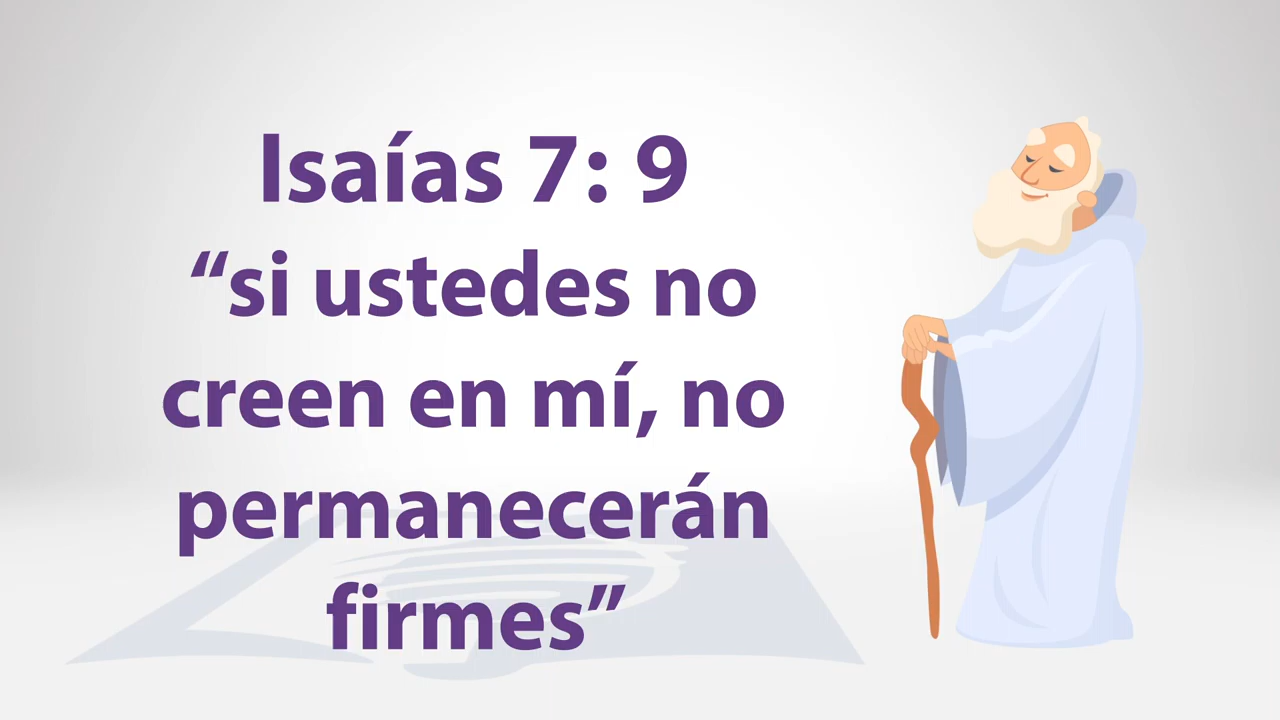 Isaías 7: 9
“si ustedes no
creen en mí, no
permanecerán
firmes”